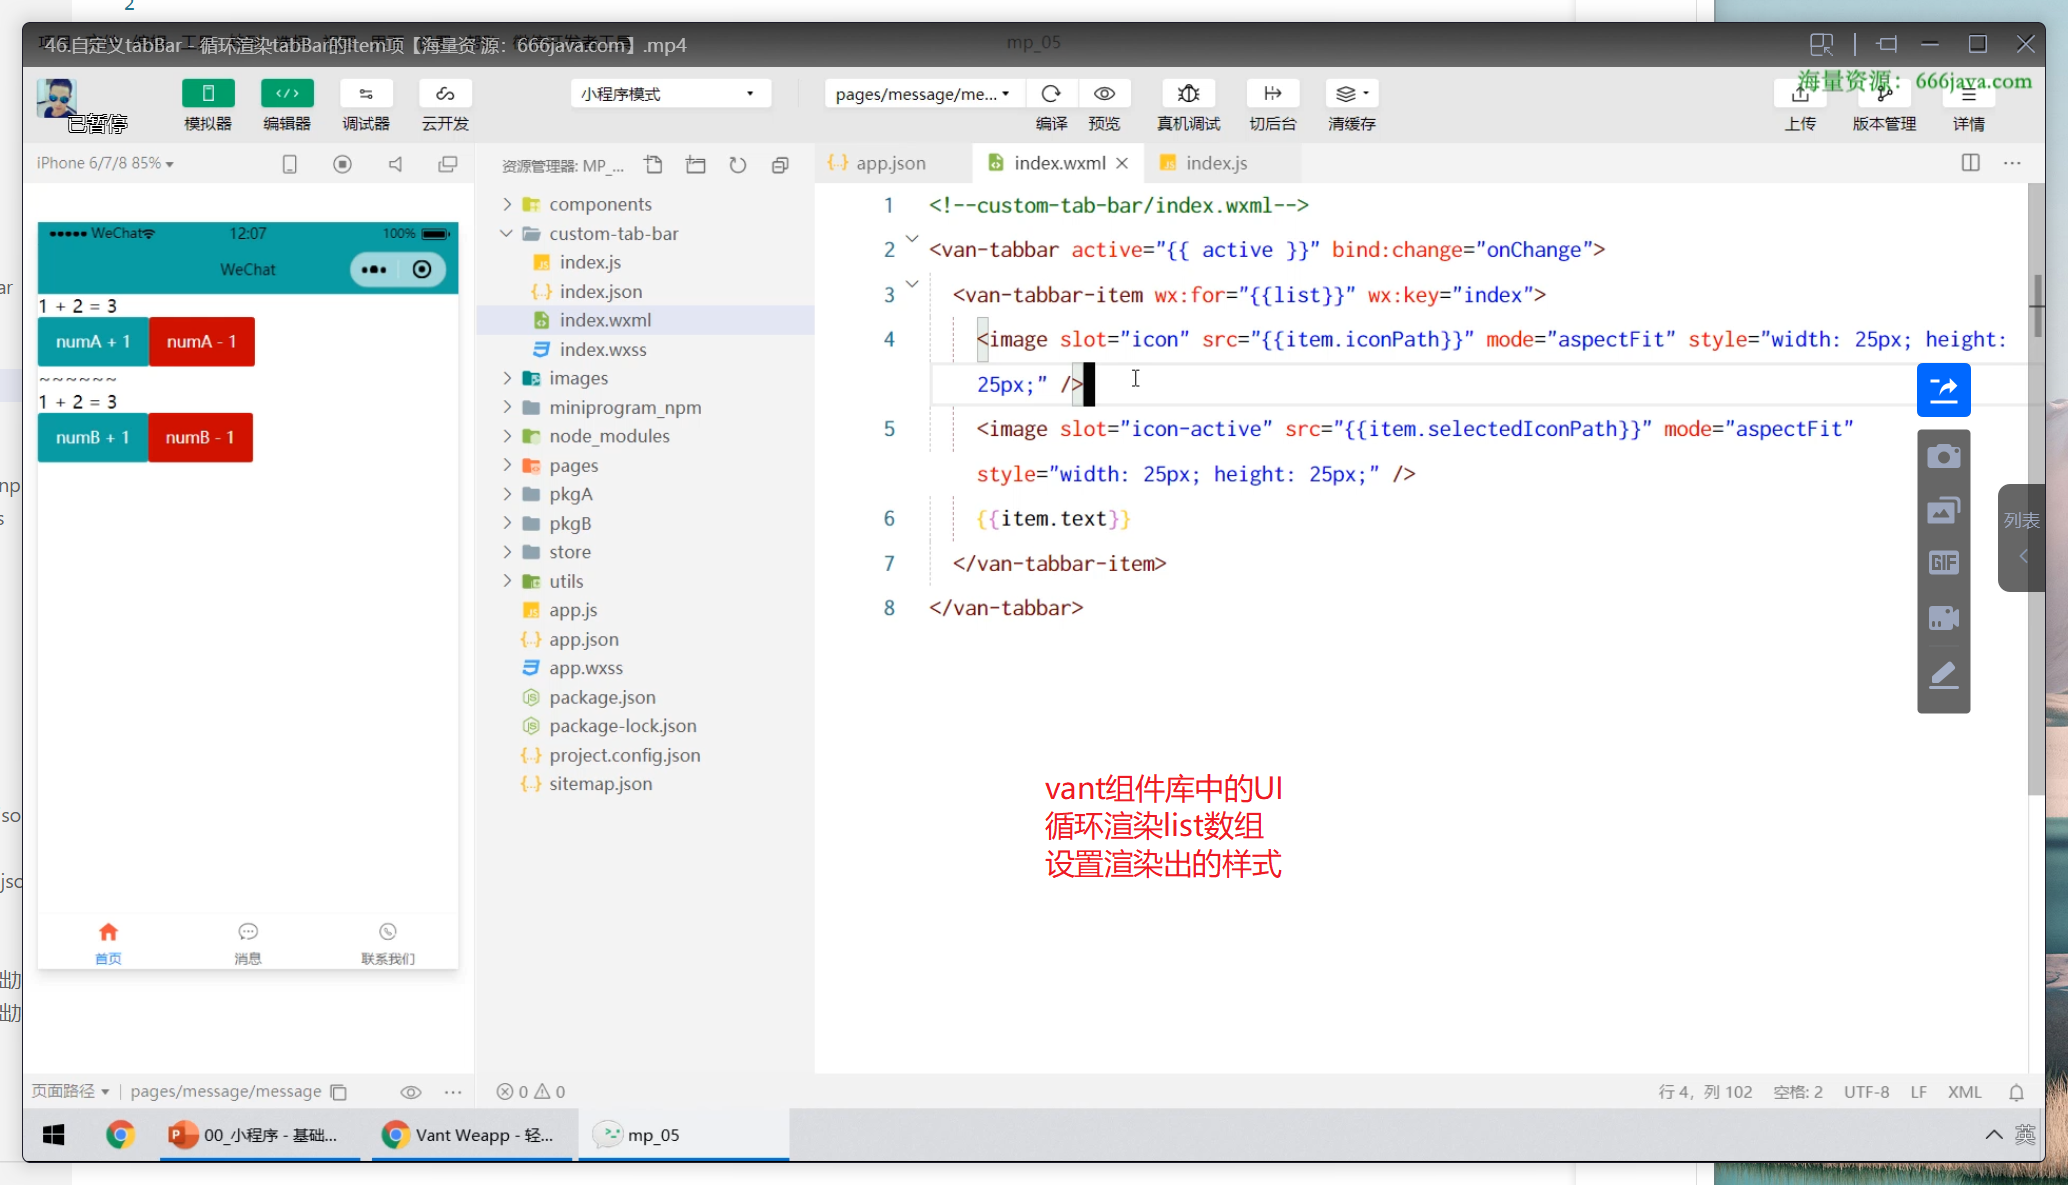 2
46.自定义tabBar - 循环渲染tabBar的Item项【海量资 源：666java.com】.mp4
mp_05
海量资源：666java.com
已暂停
模拟器
编辑器
调试器
云开发
小程序模式
pages/message/me...
编译
预览
真机调试
切后台
清缓存
上传
版本管理
详情
iPhone 6/7/8 85%
资源管理器: MP_...
app.json
index.wxml
index.js
WeChat
12:07
100%
WeChat
1 + 2 = 3
numA + 1
numA - 1
~~~~~~
1 + 2 = 3
numB + 1
numB - 1
首页
消息
联系我们
components
custom-tab-bar
index.js
index.json
index.wxml
index.wxss
images
miniprogram_npm
node_modules
pages
pkgA
pkgB
store
utils
app.js
app.json
app.wxss
package.json
package-lock.json
project.config.json
sitemap.json
1 <!--custom-tab-bar/index.wxml-->
2 <van-tabbar active="{{ active }}" bind:change="onChange">
3 <van-tabbar-item wx:for="{{list}}" wx:key="index">
4 <image slot="icon" src="{{item.iconPath}}" mode="aspectFit" style="width: 25px; height:
25px;" />
5 <image slot="icon-active" src="{{item.selectedIconPath}}" mode="aspectFit"
style="width: 25px; height: 25px;" />
6 {{item.text}}
7 </van-tabbar-item>
8 </van-tabbar>
GIF
列表
vant组件库中的UI
循环渲染list数组
设置渲染出的样式
页面路径
pages/message/message
0
0
行 4，列 102
空格: 2
UTF-8
LF
XML
00_小程序 - 基础...
Vant Weapp - 轻...
mp_05
英